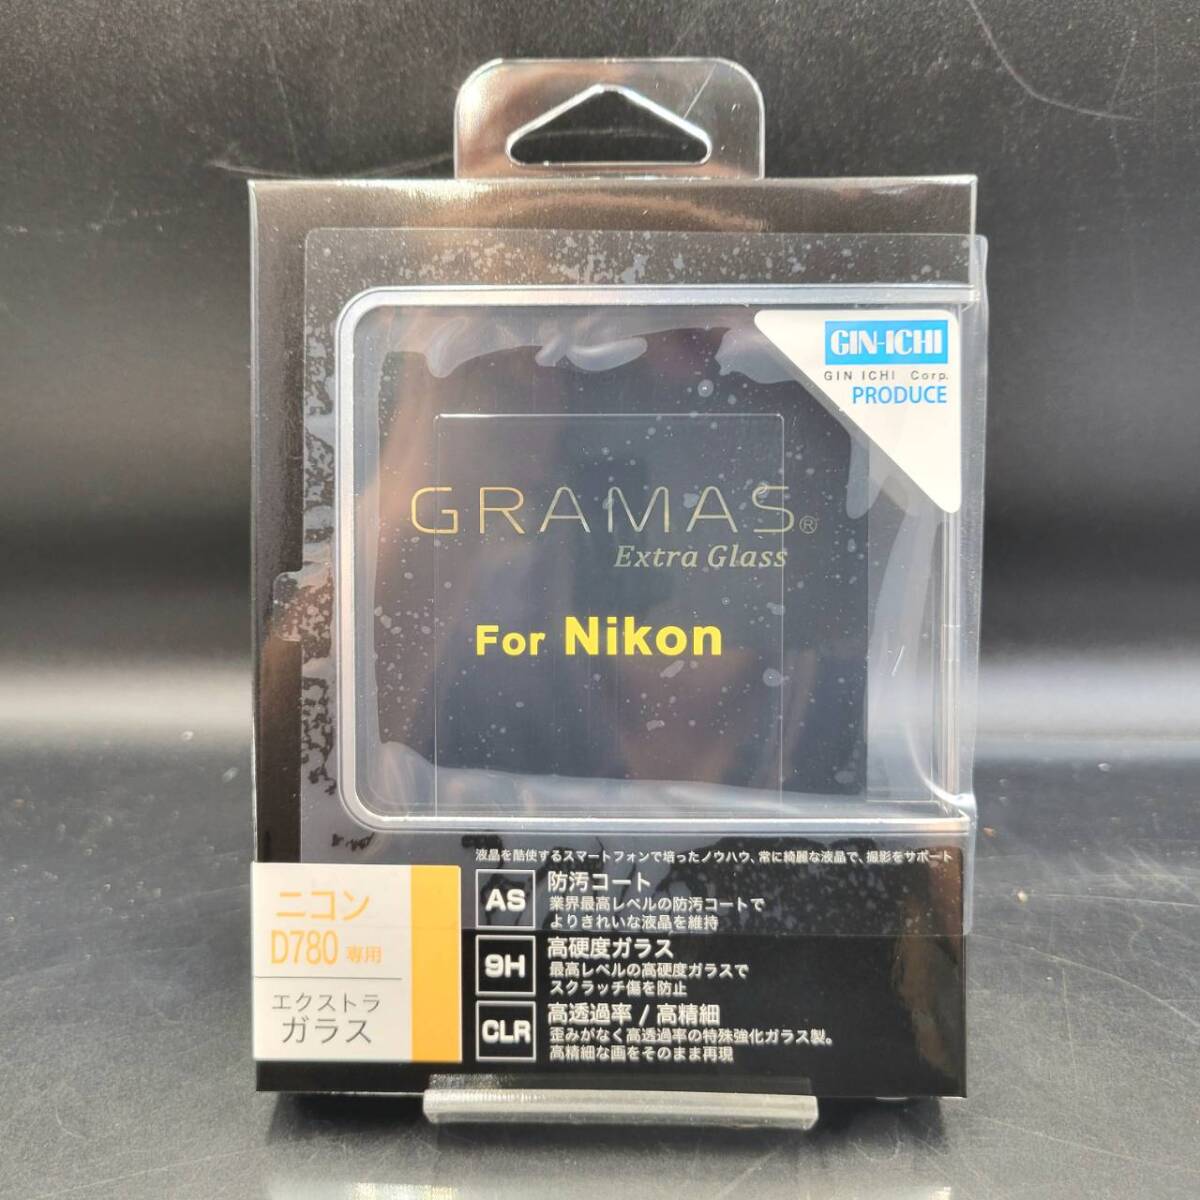 GIN-ICHI
GIN ICHI Corp.
PRODUCE
GRAMAS®
Extra Glass
For Nikon
液晶を酷使するスマートフォンで培ったノウハウ、常に綺麗な液晶で、撮影をサポート
AS
防汚コート
業界最高レベルの防汚コートで
よりきれいな液晶を維持
9H
高硬度ガラス
最高レベルの高硬度ガラスで
スクラッチ傷を防止
CLR
高透過率 / 高精細
歪みがなく高透過率の特殊強化ガラス製。
高精細な画をそのまま再現
ニコン
D780 専用
エクストラ
ガラス